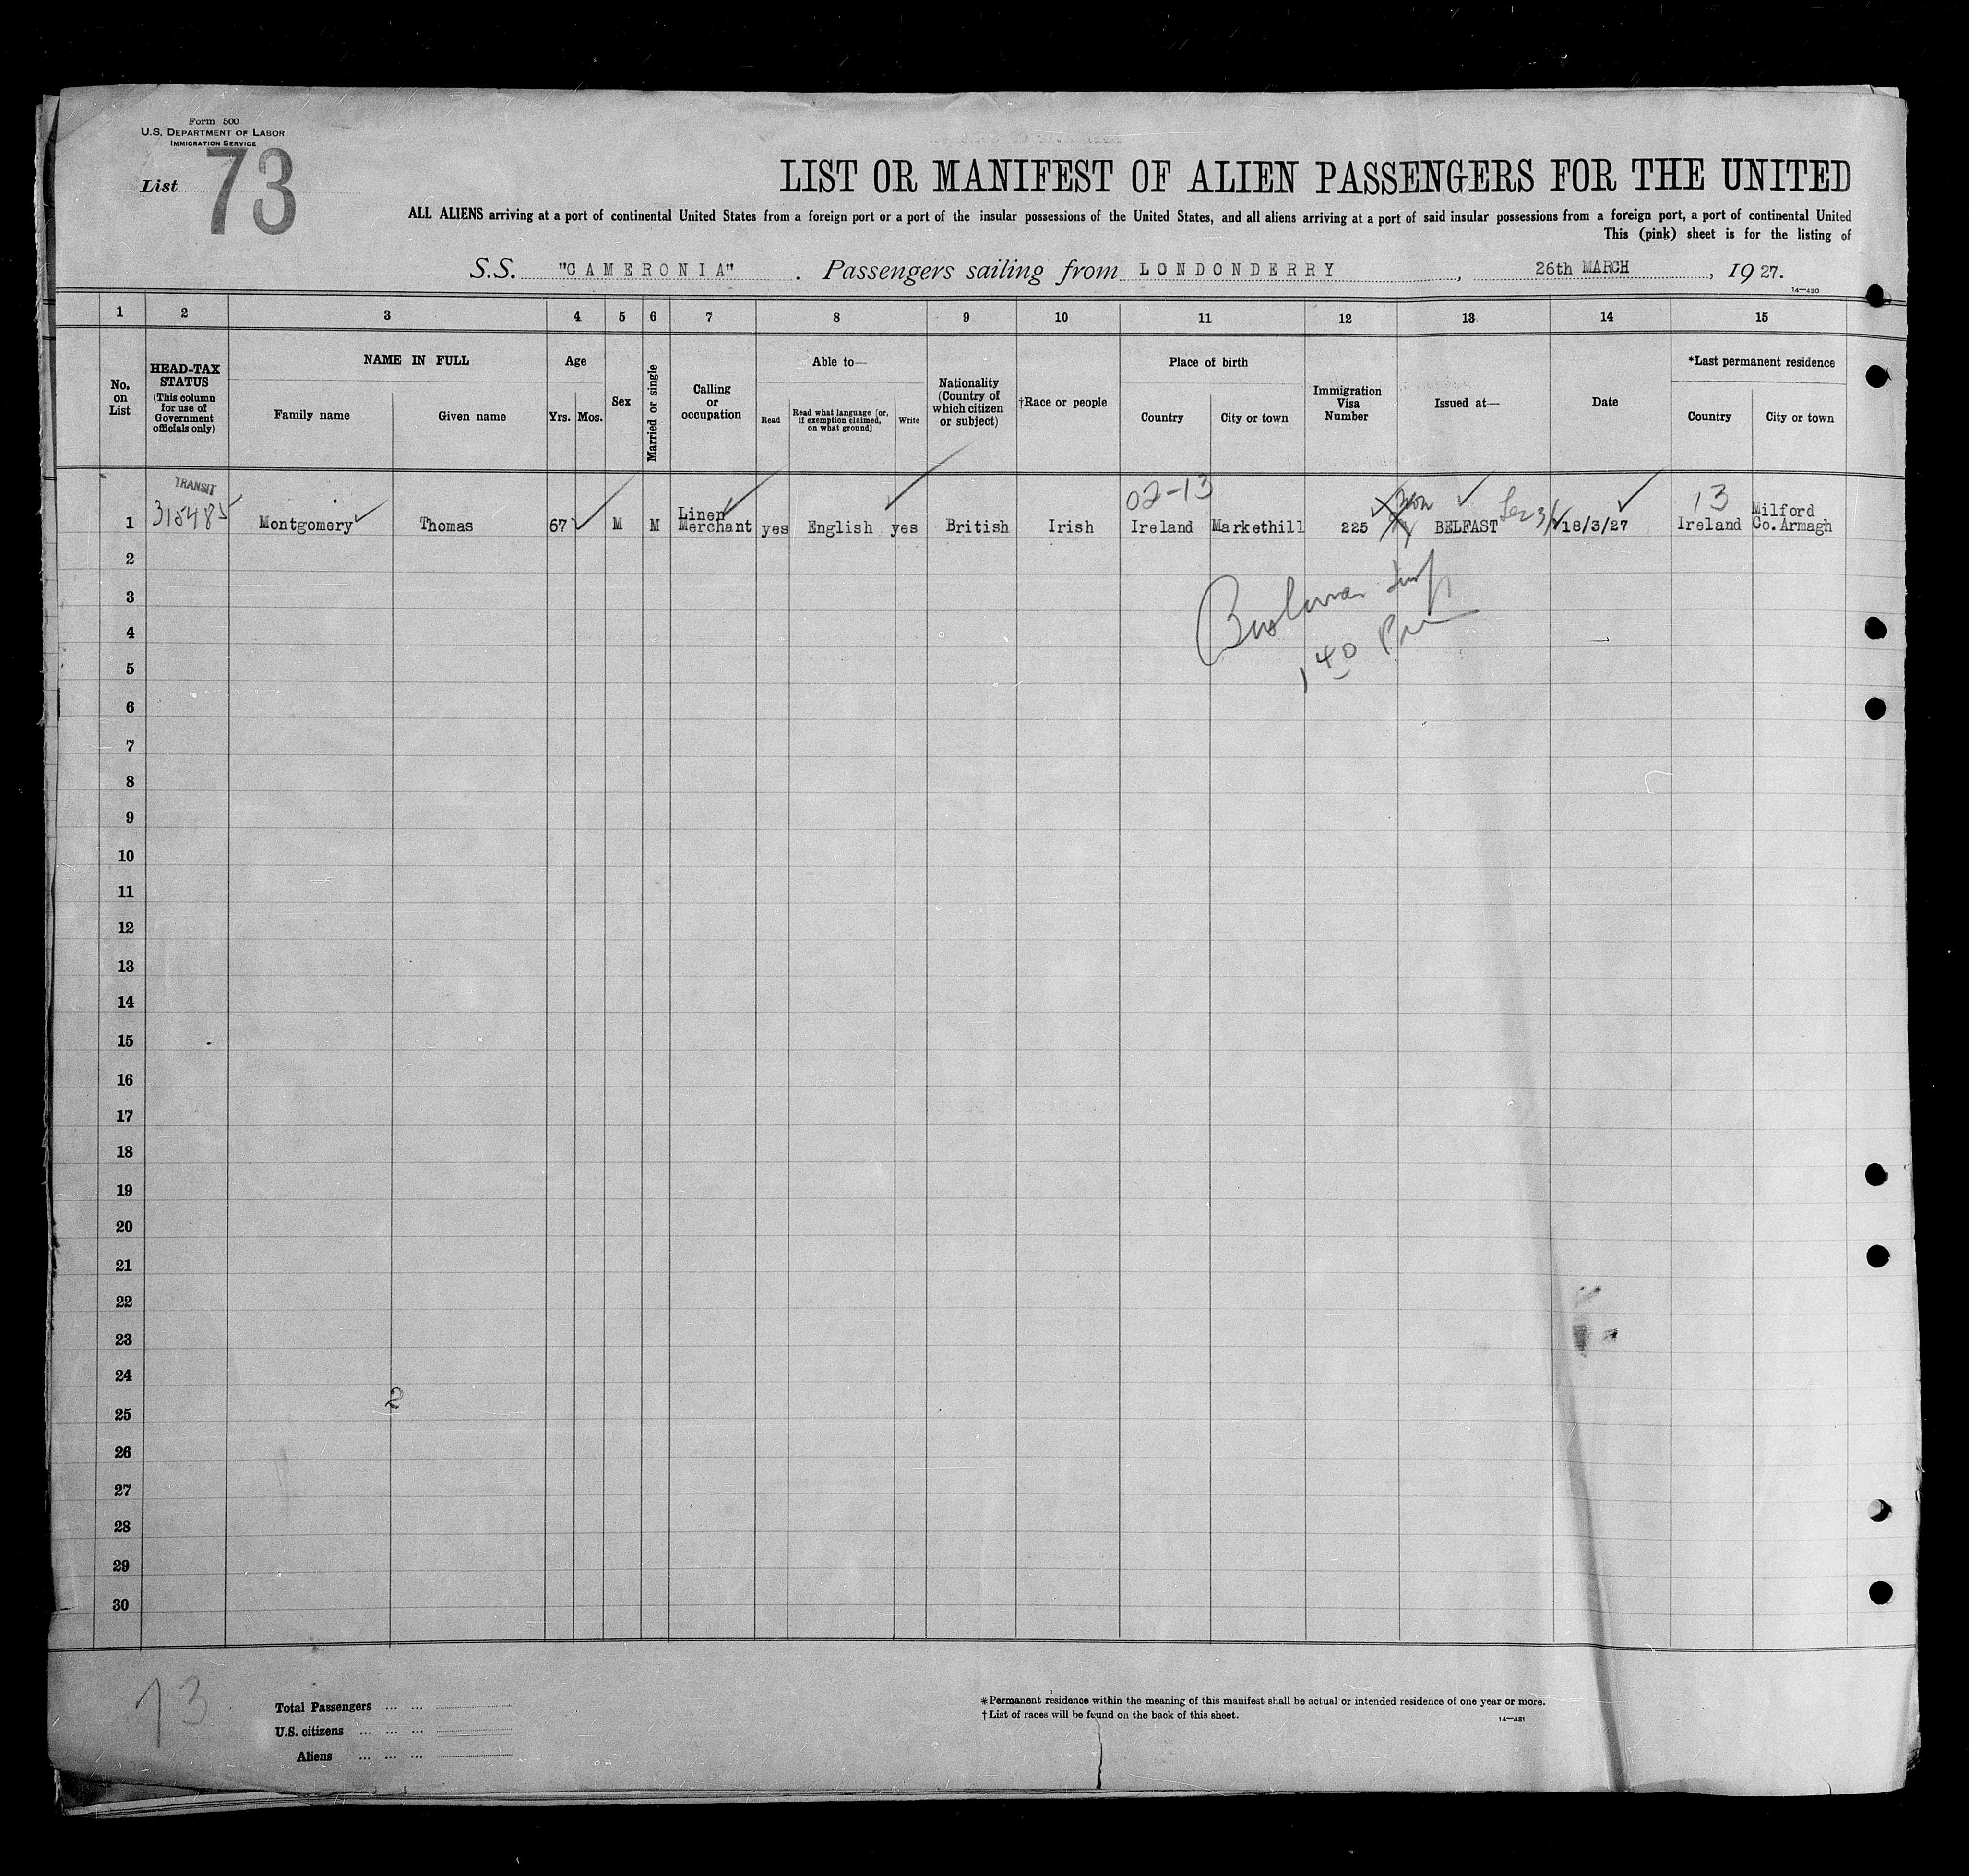 Form 500
U.S. DEPARTMENT OF LABOR
IMMIGRATION SERVICE
List 73
LIST OR MANIFEST OF ALIEN PASSENGERS FOR THE UNITED
ALL ALIENS arriving at a port of continental United States from a foreign port or a port of the insular possessions of the United States, and all aliens arriving at a port of said insular possessions from a foreign port, a port of continental United
This (pink) sheet is for the listing of
S.S. "CAMERONIA" . Passengers sailing from LONDONDERRY , 26th MARCH , 19 27.
14—480
1 2 3 4 5 6 7 8 9 10 11 12 13 14 15
No. on List
HEAD-TAX STATUS (This column for use of Government officials only)
NAME IN FULL
Family name
Given name
Age
Yrs. Mos.
Sex
Married or single
Calling or occupation
Able to—
Read
Read what language [or, if exemption claimed, on what ground]
Write
Nationality (Country of which citizen or subject)
†Race or people
Place of birth
Country
City or town
Immigration Visa Number
Issued at—
Date
*Last permanent residence
Country
City or town
TRANSIT
02-13
13
1 315485 Montgomery Thomas 67 M M Linen Merchant yes English yes British Irish Ireland Markethill 225 BELFAST 18/3/27 Ireland Milford Co. Armagh
2
3
4
140 Pm
5
6
7
8
9
10
11
12
13
14
15
16
17
18
19
20
21
22
23
24
2
25
26
27
28
29
30
73
Total Passengers ... ...
U.S. citizens ... ... ...
Aliens ... ... ...
*Permanent residence within the meaning of this manifest shall be actual or intended residence of one year or more.
†List of races will be found on the back of this sheet.
14—481